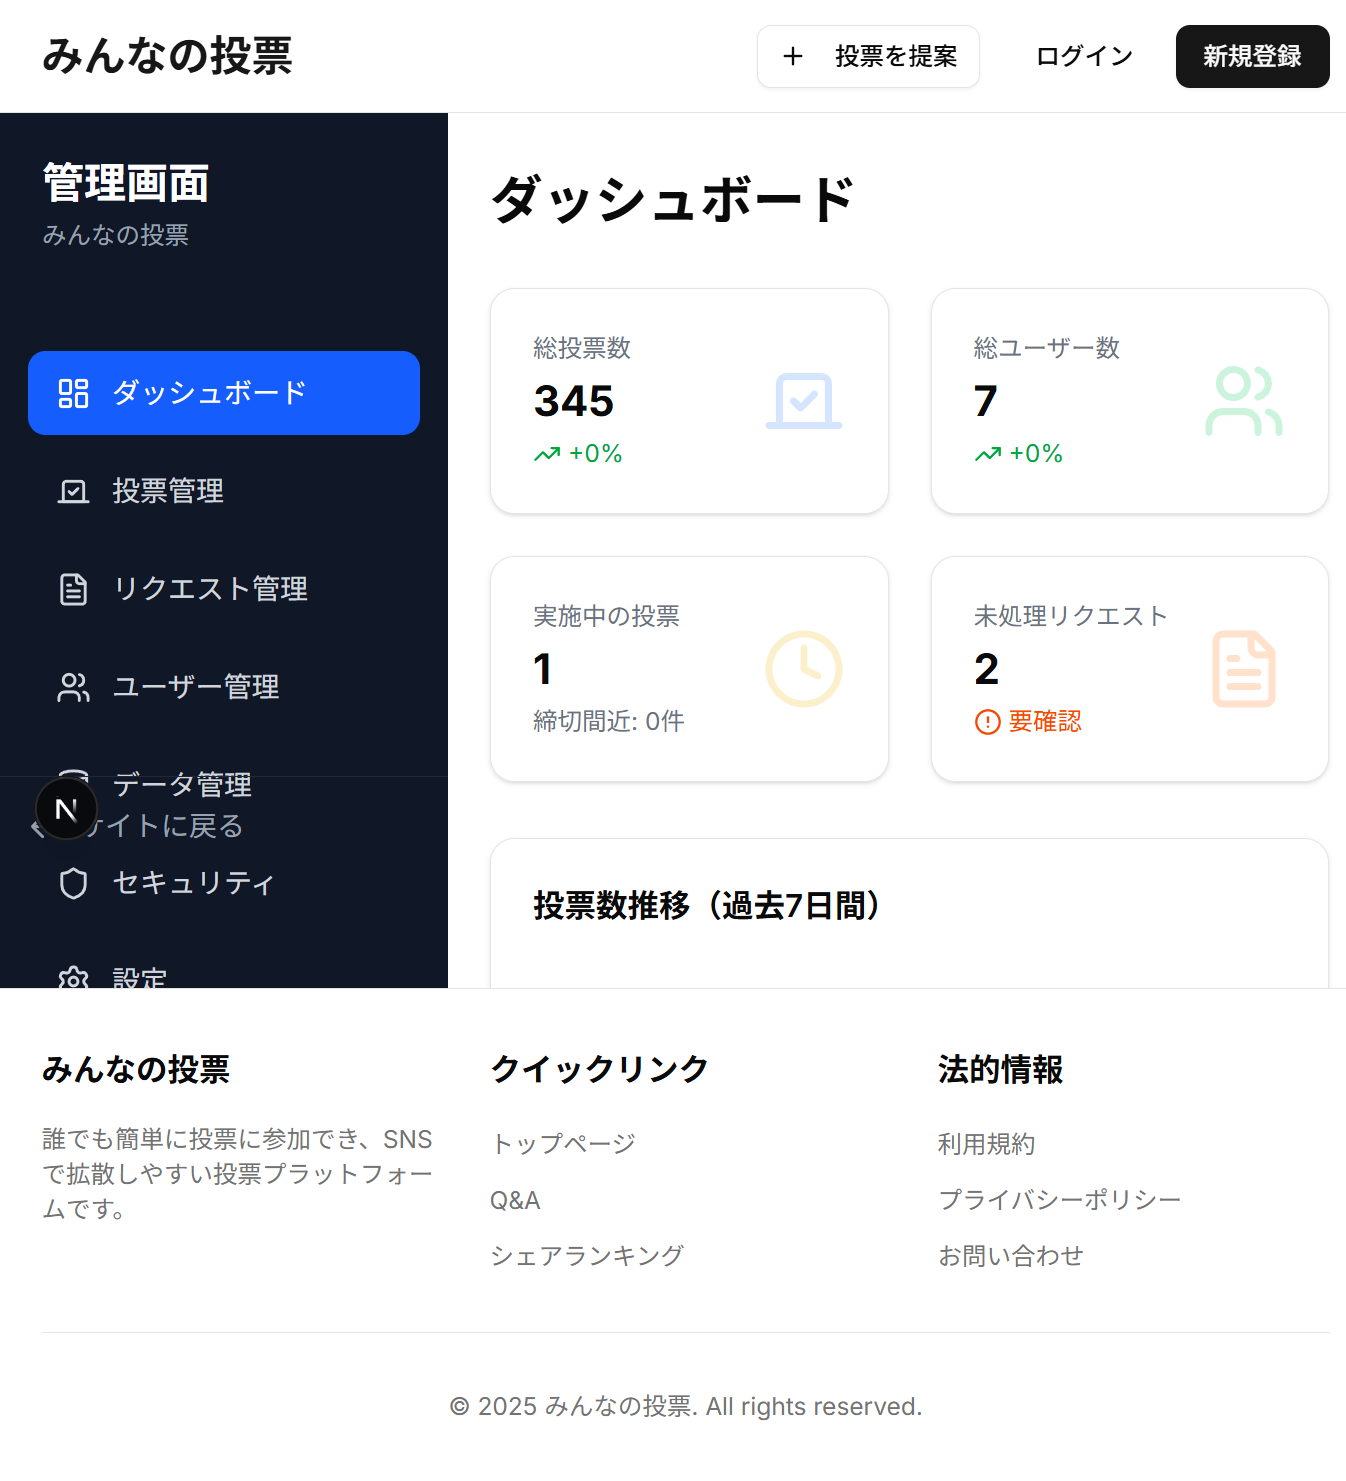 みんなの投票
投票を提案
ログイン
新規登録
管理画面
みんなの投票
ダッシュボード
投票管理
リクエスト管理
ユーザー管理
データ管理
サイトに戻る
セキュリティ
設定
ダッシュボード
総投票数
345
+0%
総ユーザー数
7
+0%
実施中の投票
1
締切間近: 0件
未処理リクエスト
2
要確認
投票数推移（過去7日間）
みんなの投票
誰でも簡単に投票に参加でき、SNS
で拡散しやすい投票プラットフォー
ムです。
クイックリンク
トップページ
Q&A
シェアランキング
法的情報
利用規約
プライバシーポリシー
お問い合わせ
© 2025 みんなの投票. All rights reserved.